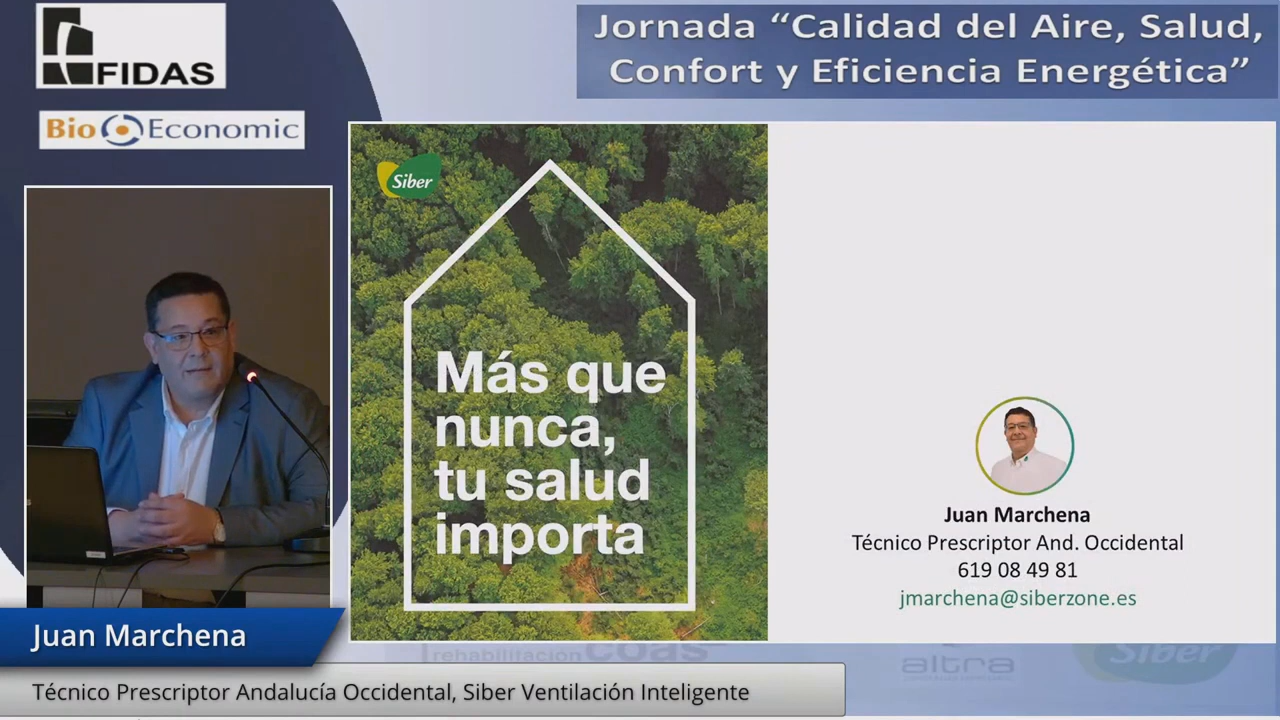 FIDAS
Bio Economic
Jornada “Calidad del Aire, Salud,
Confort y Eficiencia Energética”
Siber
Más que
nunca,
tu salud
importa
Juan Marchena
Técnico Prescriptor And. Occidental
619 08 49 81
jmarchena@siberzone.es
Juan Marchena
rehabilitación coas
altra
Siber
Técnico Prescriptor Andalucía Occidental, Siber Ventilación Inteligente